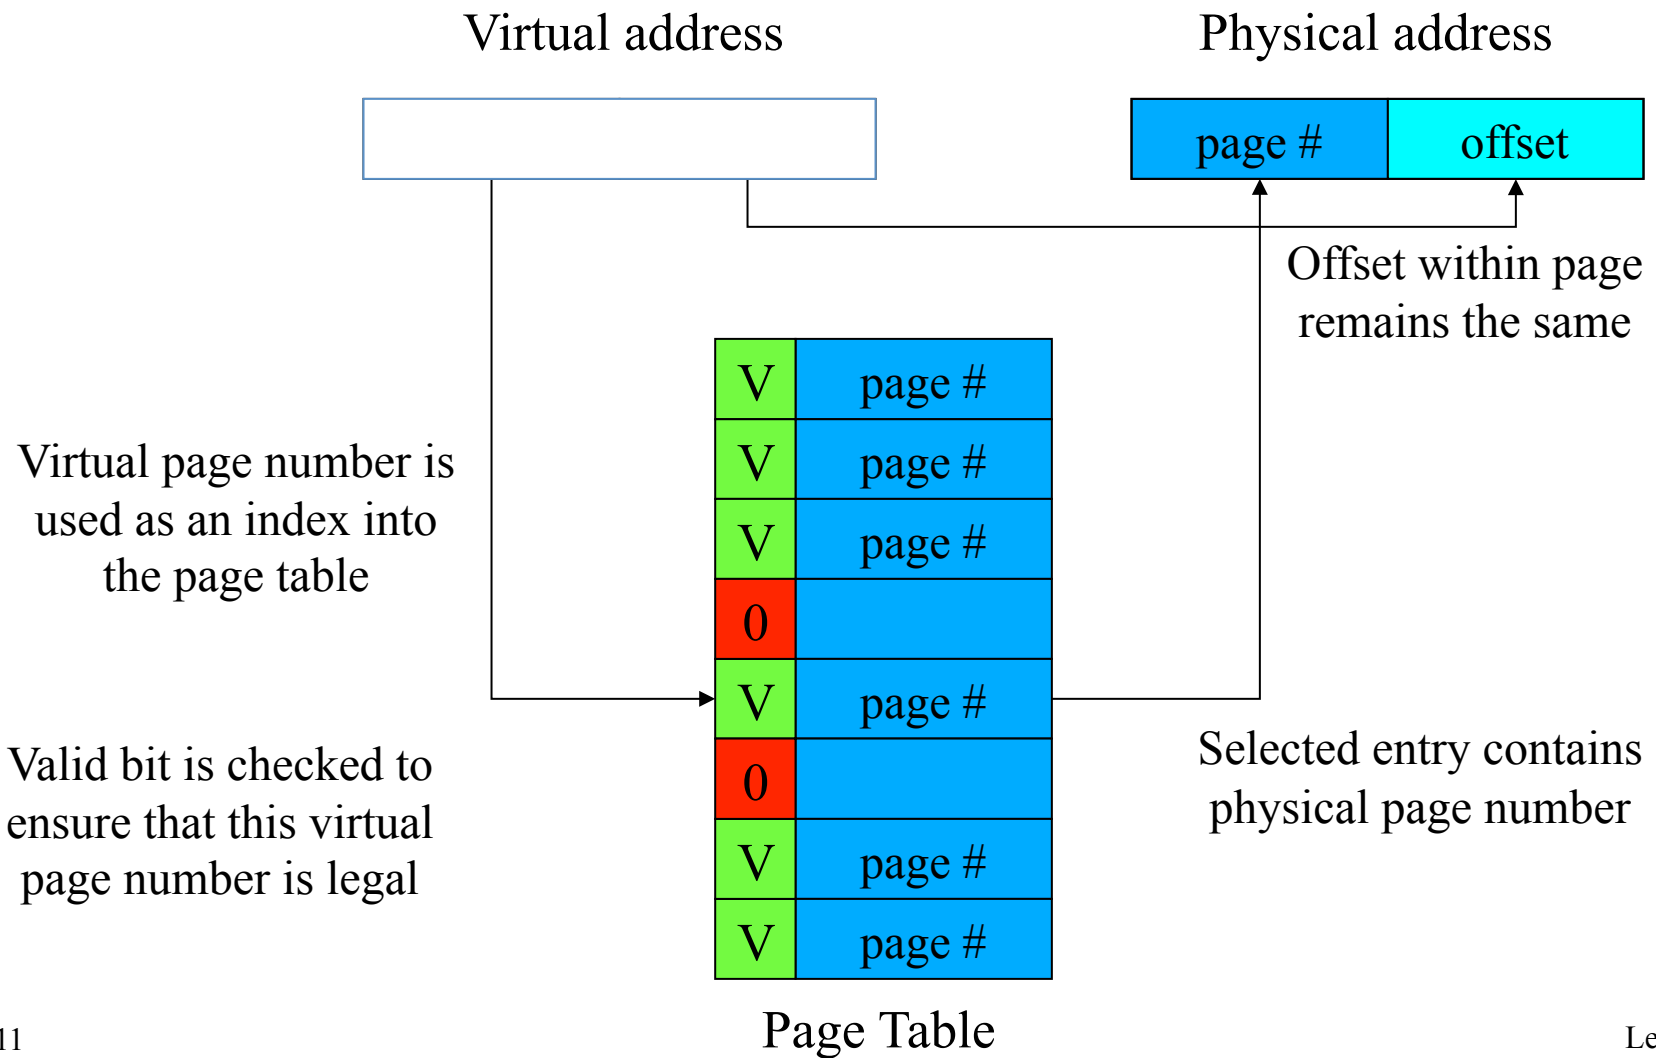 Virtual address
Physical address
page # offset
Offset within page
remains the same
V page #
V page #
V page #
0
V page #
0
V page #
V page #
Virtual page number is
used as an index into
the page table
Valid bit is checked to
ensure that this virtual
page number is legal
Selected entry contains
physical page number
Page Table
11
Le